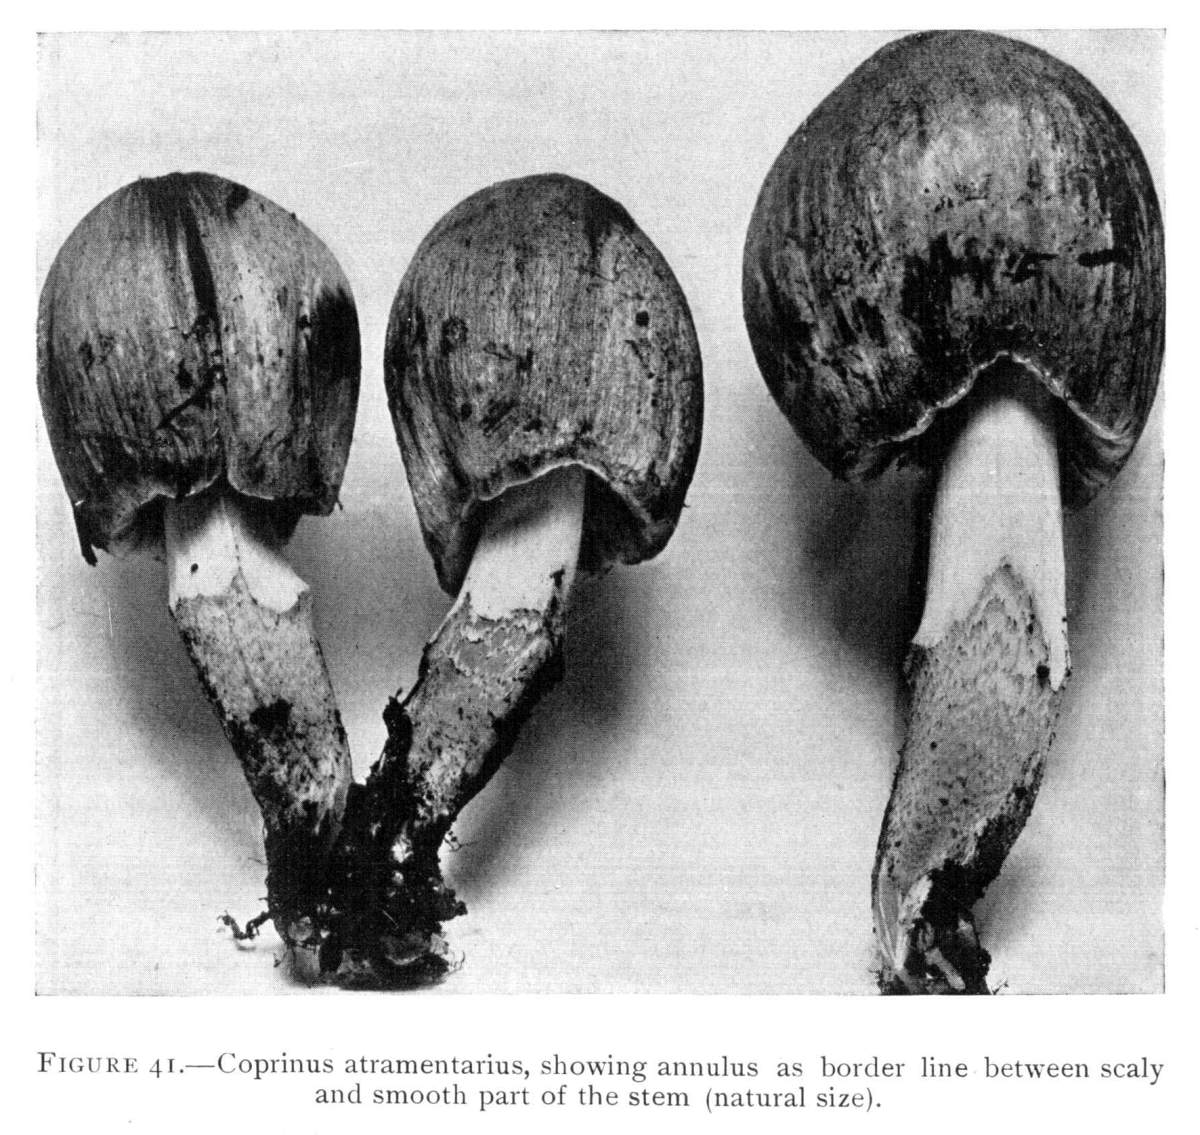 FIGURE 41.—Coprinus atramentarius, showing annulus as border line between scaly
and smooth part of the stem (natural size).